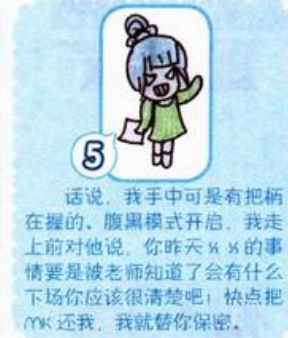 5
话说，我手中可是有把柄
在握的。腹黑模式开启，我走
上前对他说，你昨天××的事
情要是被老师知道了会有什么
下场你应该很清楚吧！快点把
MK还我，我就替你保密。